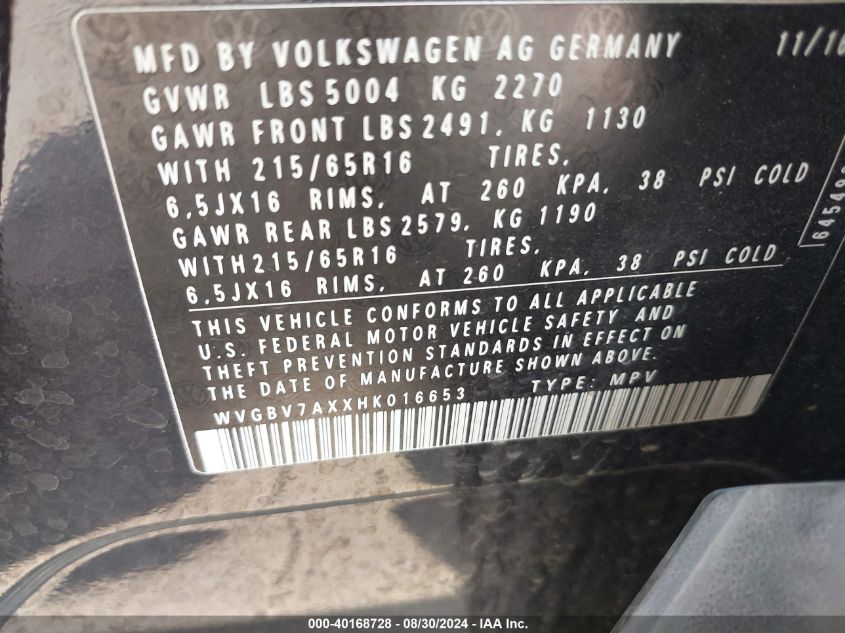 MFD BY VOLKSWAGEN AG GERMANY 11/16
GVWR LBS 5004 KG 2270
GAWR FRONT LBS 2491. KG 1130
WITH 215/65R16 TIRES.
6.5JX16 RIMS. AT 260 KPA. 38 PSI COLD
GAWR REAR LBS 2579. KG 1190
WITH 215/65R16 TIRES.
6.5JX16 RIMS. AT 260 KPA. 38 PSI COLD
THIS VEHICLE CONFORMS TO ALL APPLICABLE
U.S. FEDERAL MOTOR VEHICLE SAFETY AND
THEFT PREVENTION STANDARDS IN EFFECT ON
THE DATE OF MANUFACTURE SHOWN ABOVE.
WVGBV7AXXHK016653 TYPE: MPV
000-40168728 - 08/30/2024 - IAA Inc.